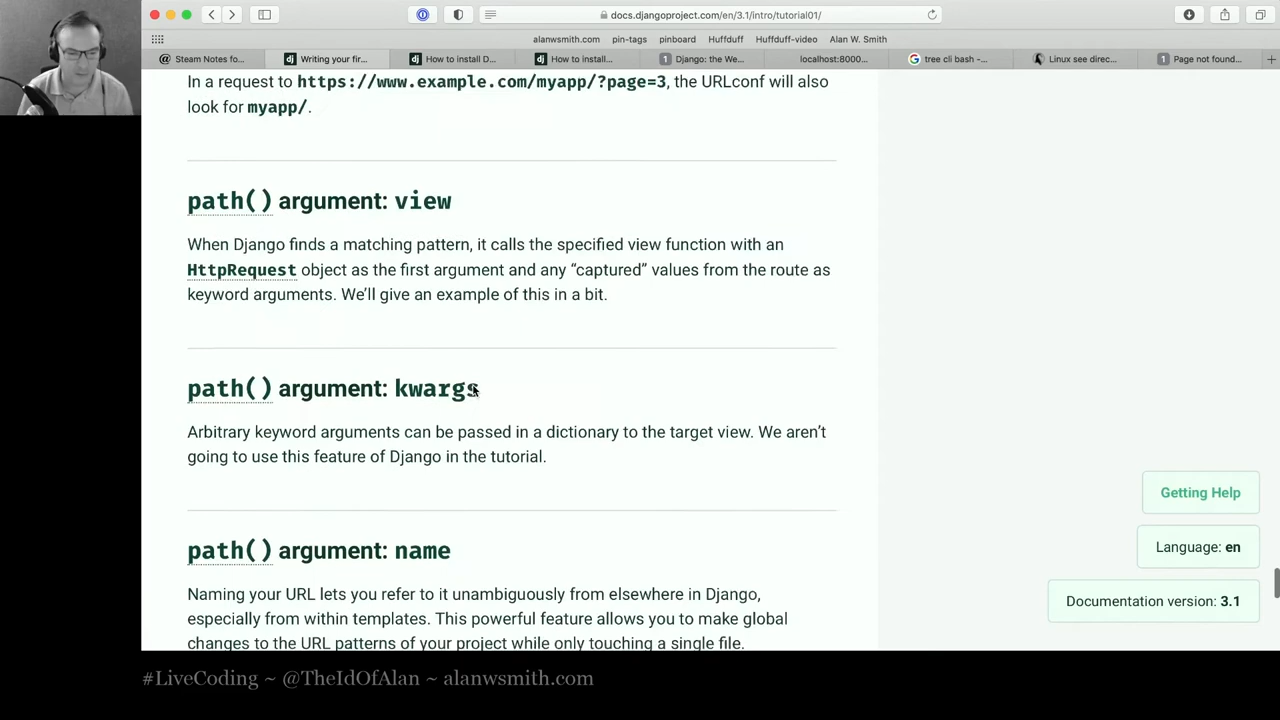 docs.djangoproject.com/en/3.1/intro/tutorial01/
alanwsmith.com pin-tags pinboard Huffduff Huffduff-video Alan W. Smith
Steam Notes fo... Writing your fir... How to install D... How to install... Django: the We... localhost:8000... tree cli bash -... Linux see direc... Page not found...
In a request to https://www.example.com/myapp/?page=3, the URLconf will also
look for myapp/.
path() argument: view
When Django finds a matching pattern, it calls the specified view function with an
HttpRequest object as the first argument and any “captured” values from the route as
keyword arguments. We’ll give an example of this in a bit.
path() argument: kwargs
Arbitrary keyword arguments can be passed in a dictionary to the target view. We aren’t
going to use this feature of Django in the tutorial.
path() argument: name
Naming your URL lets you refer to it unambiguously from elsewhere in Django,
especially from within templates. This powerful feature allows you to make global
changes to the URL patterns of your project while only touching a single file.
Getting Help
Language: en
Documentation version: 3.1
#LiveCoding ~ @TheIdOfAlan ~ alanwsmith.com